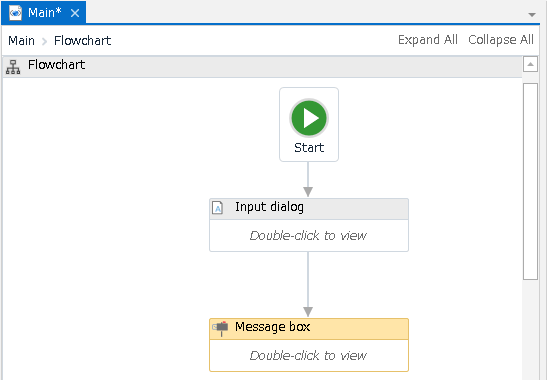 Main*
Main > Flowchart
Expand All Collapse All
Flowchart
Start
Input dialog
Double-click to view
Message box
Double-click to view